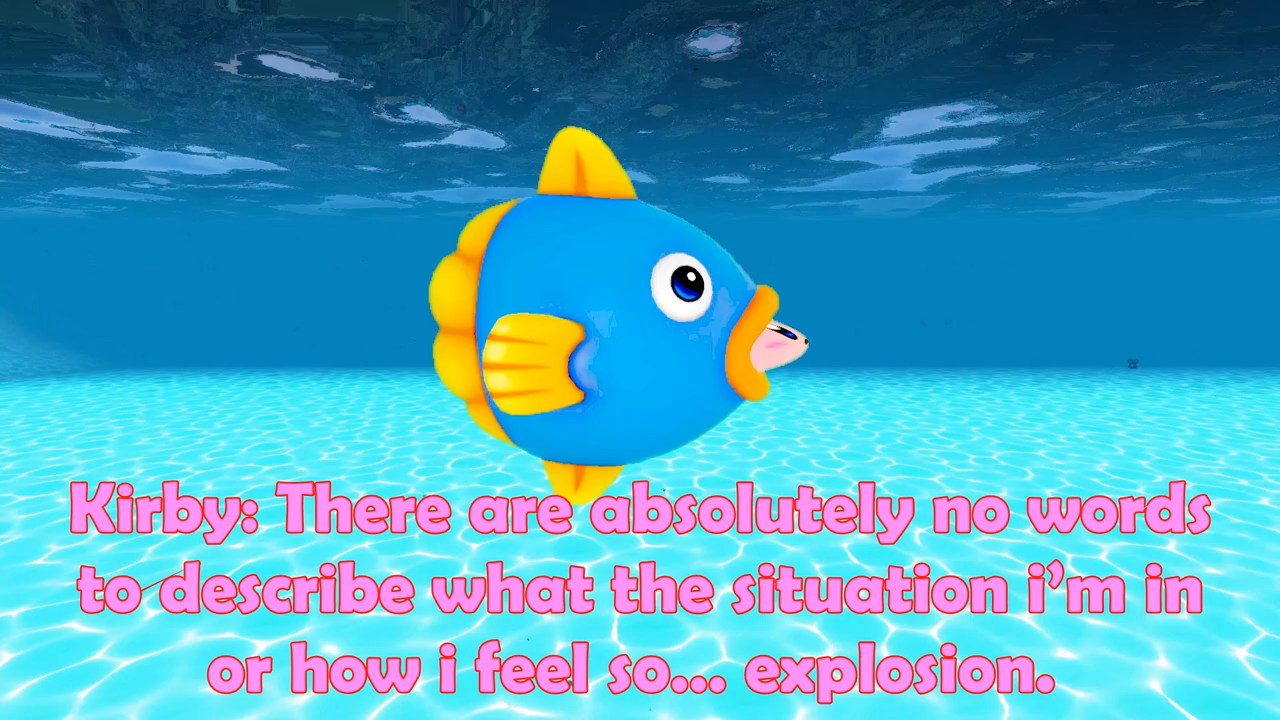 Kirby: There are absolutely no words
to describe what the situation i’m in
or how i feel so... explosion.